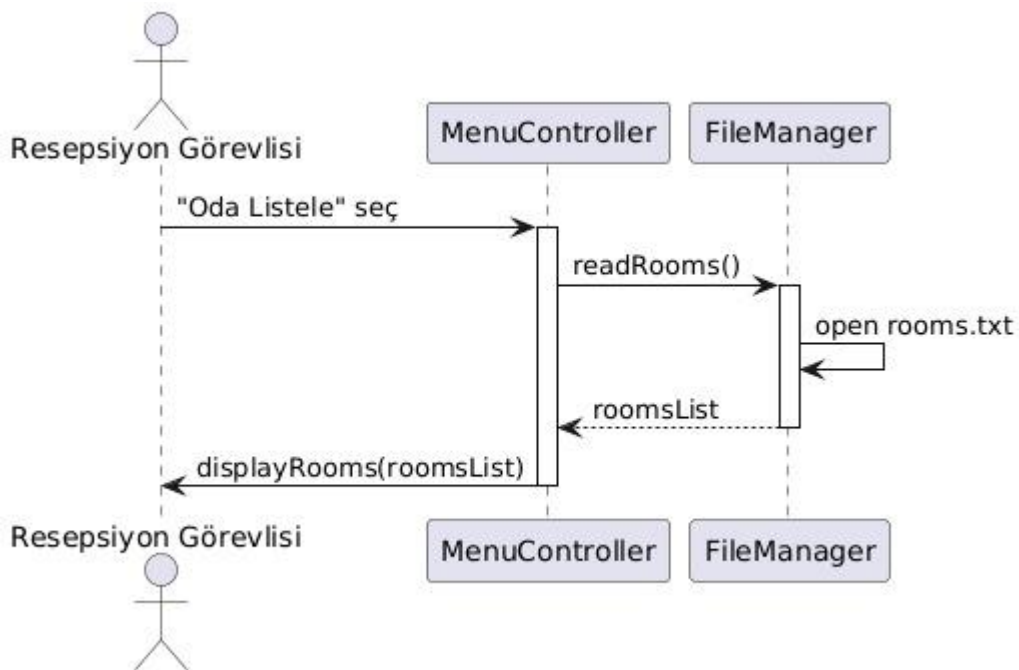 Resepsiyon Görevlisi
MenuController
FileManager
"Oda Listele" seç
readRooms()
open rooms.txt
roomsList
displayRooms(roomsList)
Resepsiyon Görevlisi
MenuController
FileManager